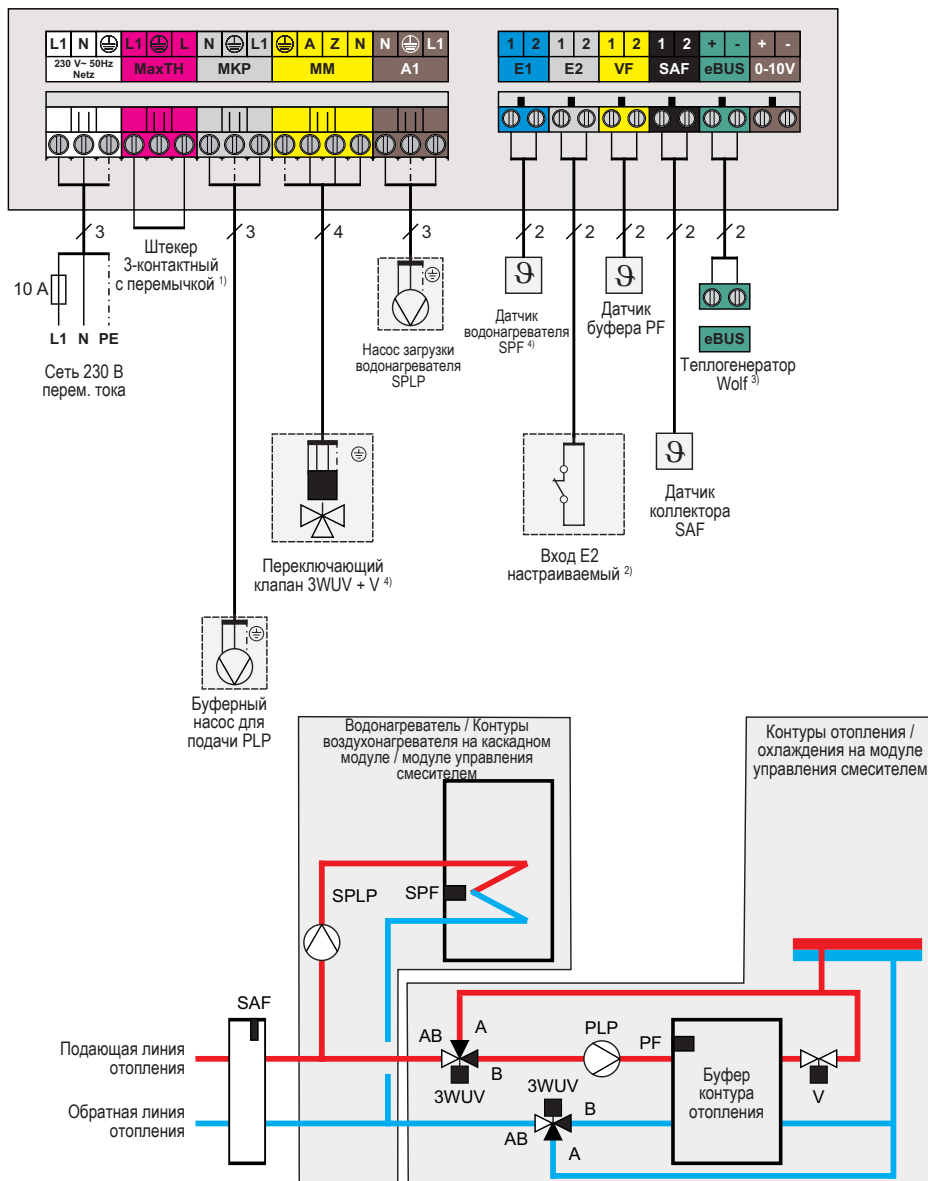 L1 N L1 L N L1 A Z N N L1
230 V~ 50Hz
Netz
MaxTH MKP MM A1
1 2 1 2 1 2 1 2 + - + -
E1 E2 VF SAF eBUS 0-10V
3
3
4
3
2
2
2
2
2
10 A
L1 N PE
Сеть 230 В
перем. тока
Штекер
3-контактный
с перемычкой 1)
Насос загрузки
водонагревателя
SPLP
ϑ
Датчик
водонагревателя
SPF 4)
ϑ
Датчик
буфера PF
eBUS
Теплогенератор
Wolf 3)
Переключающий
клапан 3WUV + V 4)
Вход E2
настраиваемый 2)
ϑ
Датчик
коллектора
SAF
Буферный
насос для
подачи PLP
Водонагреватель / Контуры
воздухонагревателя на каскадном
модуле / модуле управления
смесителем
Контуры отопления /
охлаждения на модуле
управления смесителем
SPLP
SPF
SAF
Подающая линия
отопления
AB
A
B
3WUV
PLP
PF
Буфер
контура
отопления
V
Обратная линия
отопления
3WUV
B
AB
A